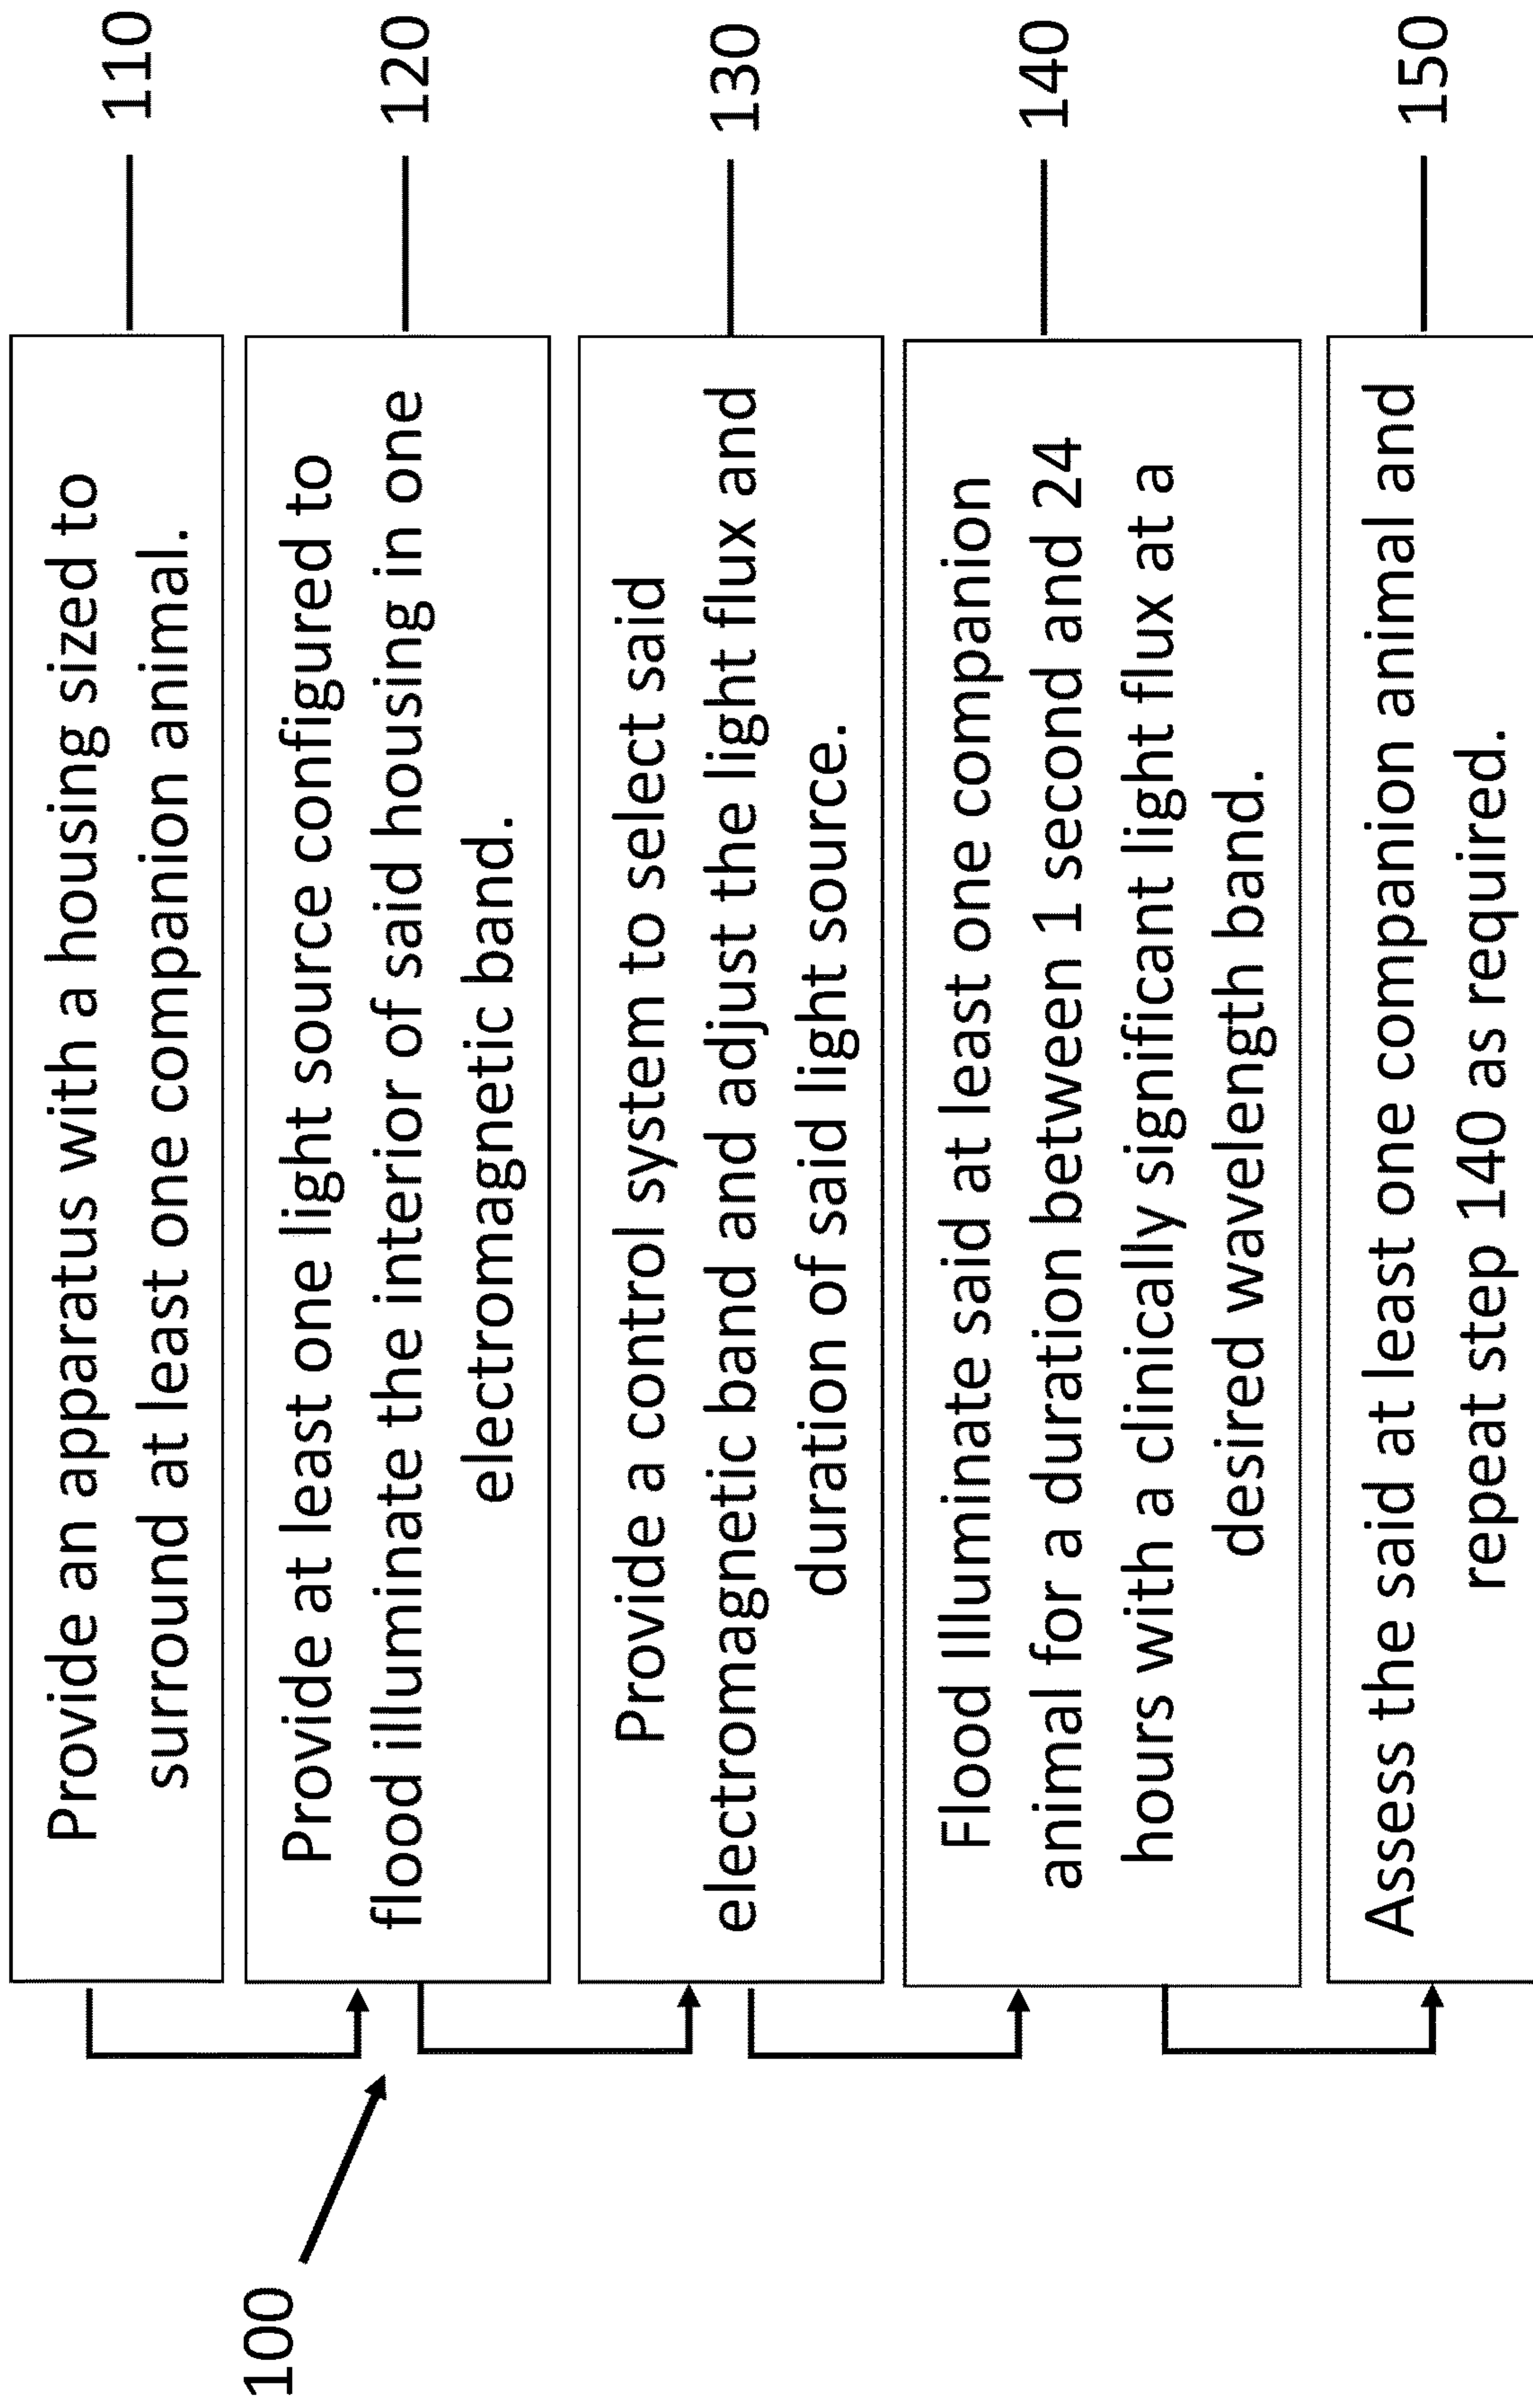 Provide an apparatus with a housing sized to
surround at least one companion animal.
110
Provide at least one light source configured to
flood illuminate the interior of said housing in one
electromagnetic band.
120
Provide a control system to select said
electromagnetic band and adjust the light flux and
duration of said light source.
130
Flood Illuminate said at least one companion
animal for a duration between 1 second and 24
hours with a clinically significant light flux at a
desired wavelength band.
140
Assess the said at least one companion animal and
repeat step 140 as required.
150
100